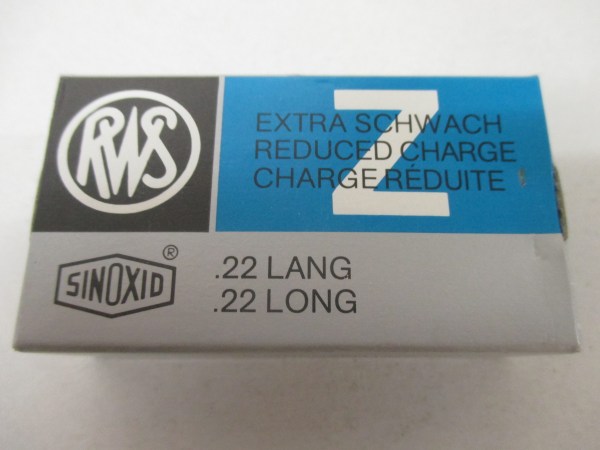 RWS
Z
EXTRA SCHWACH
REDUCED CHARGE
CHARGE RÉDUITE
SINOXID ®
.22 LANG
.22 LONG